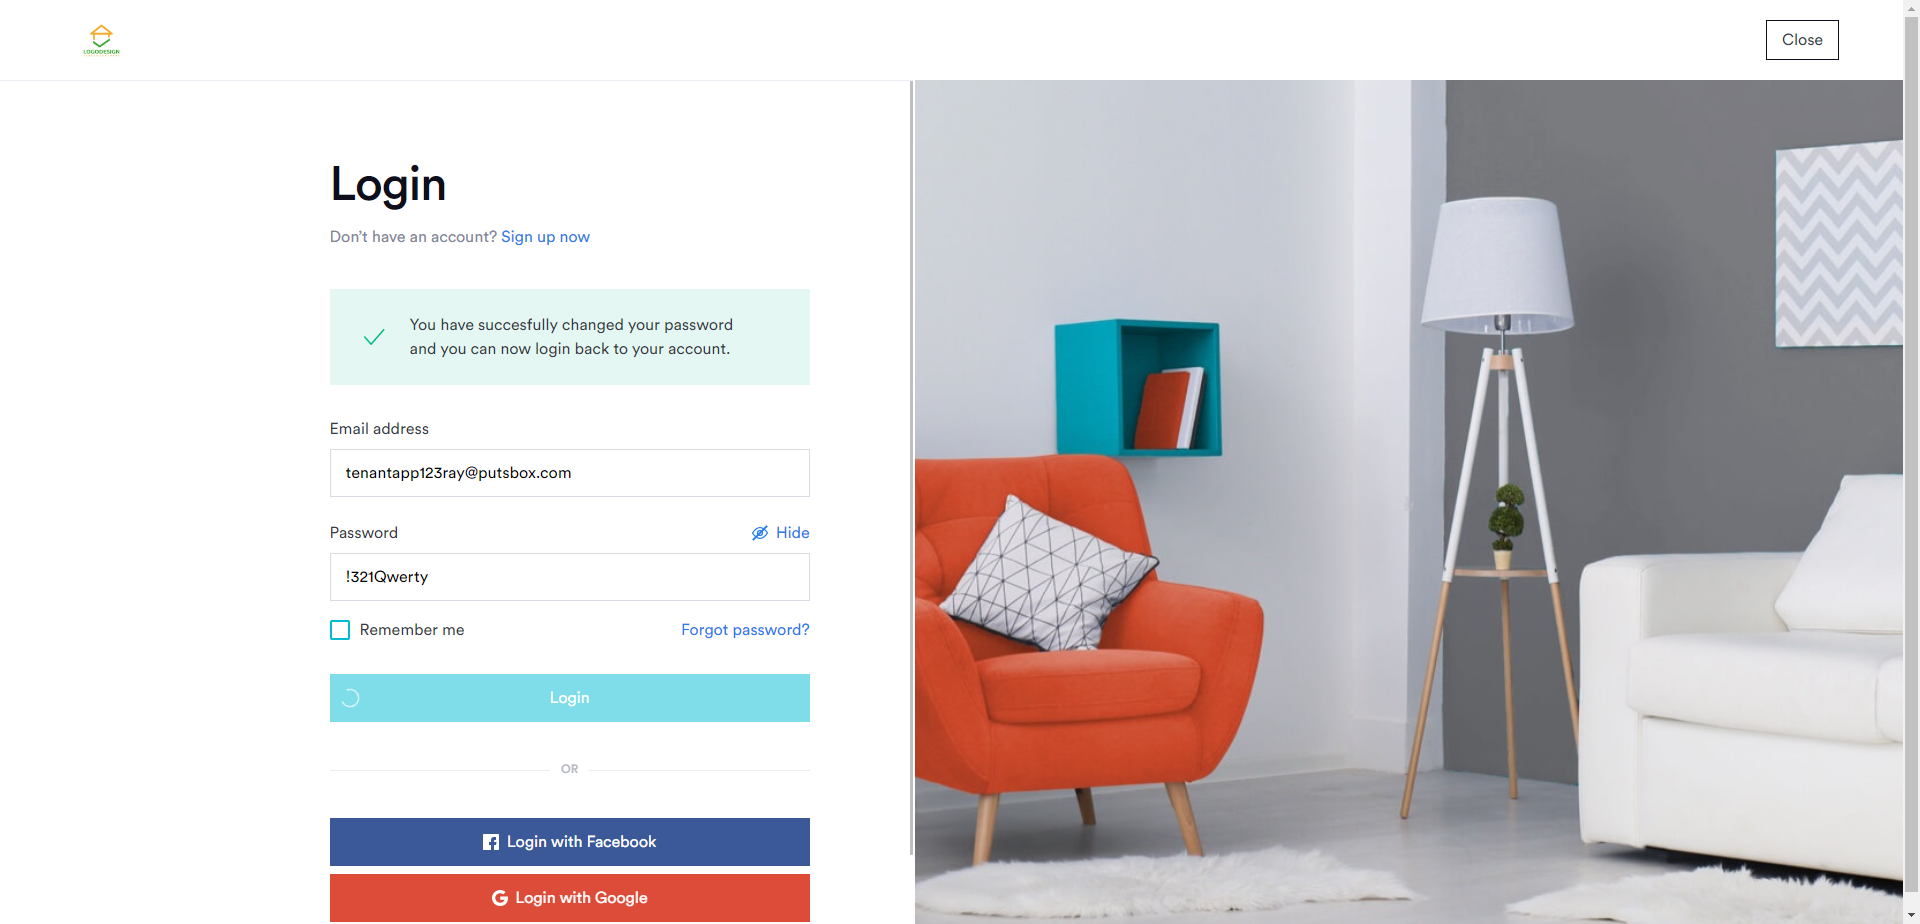 LOGODESIGN
Close
Login
Don't have an account? Sign up now
You have succesfully changed your password
and you can now login back to your account.
Email address
tenantapp123ray@putsbox.com
Password
Hide
!321Qwerty
Remember me
Forgot password?
Login
OR
Login with Facebook
Login with Google